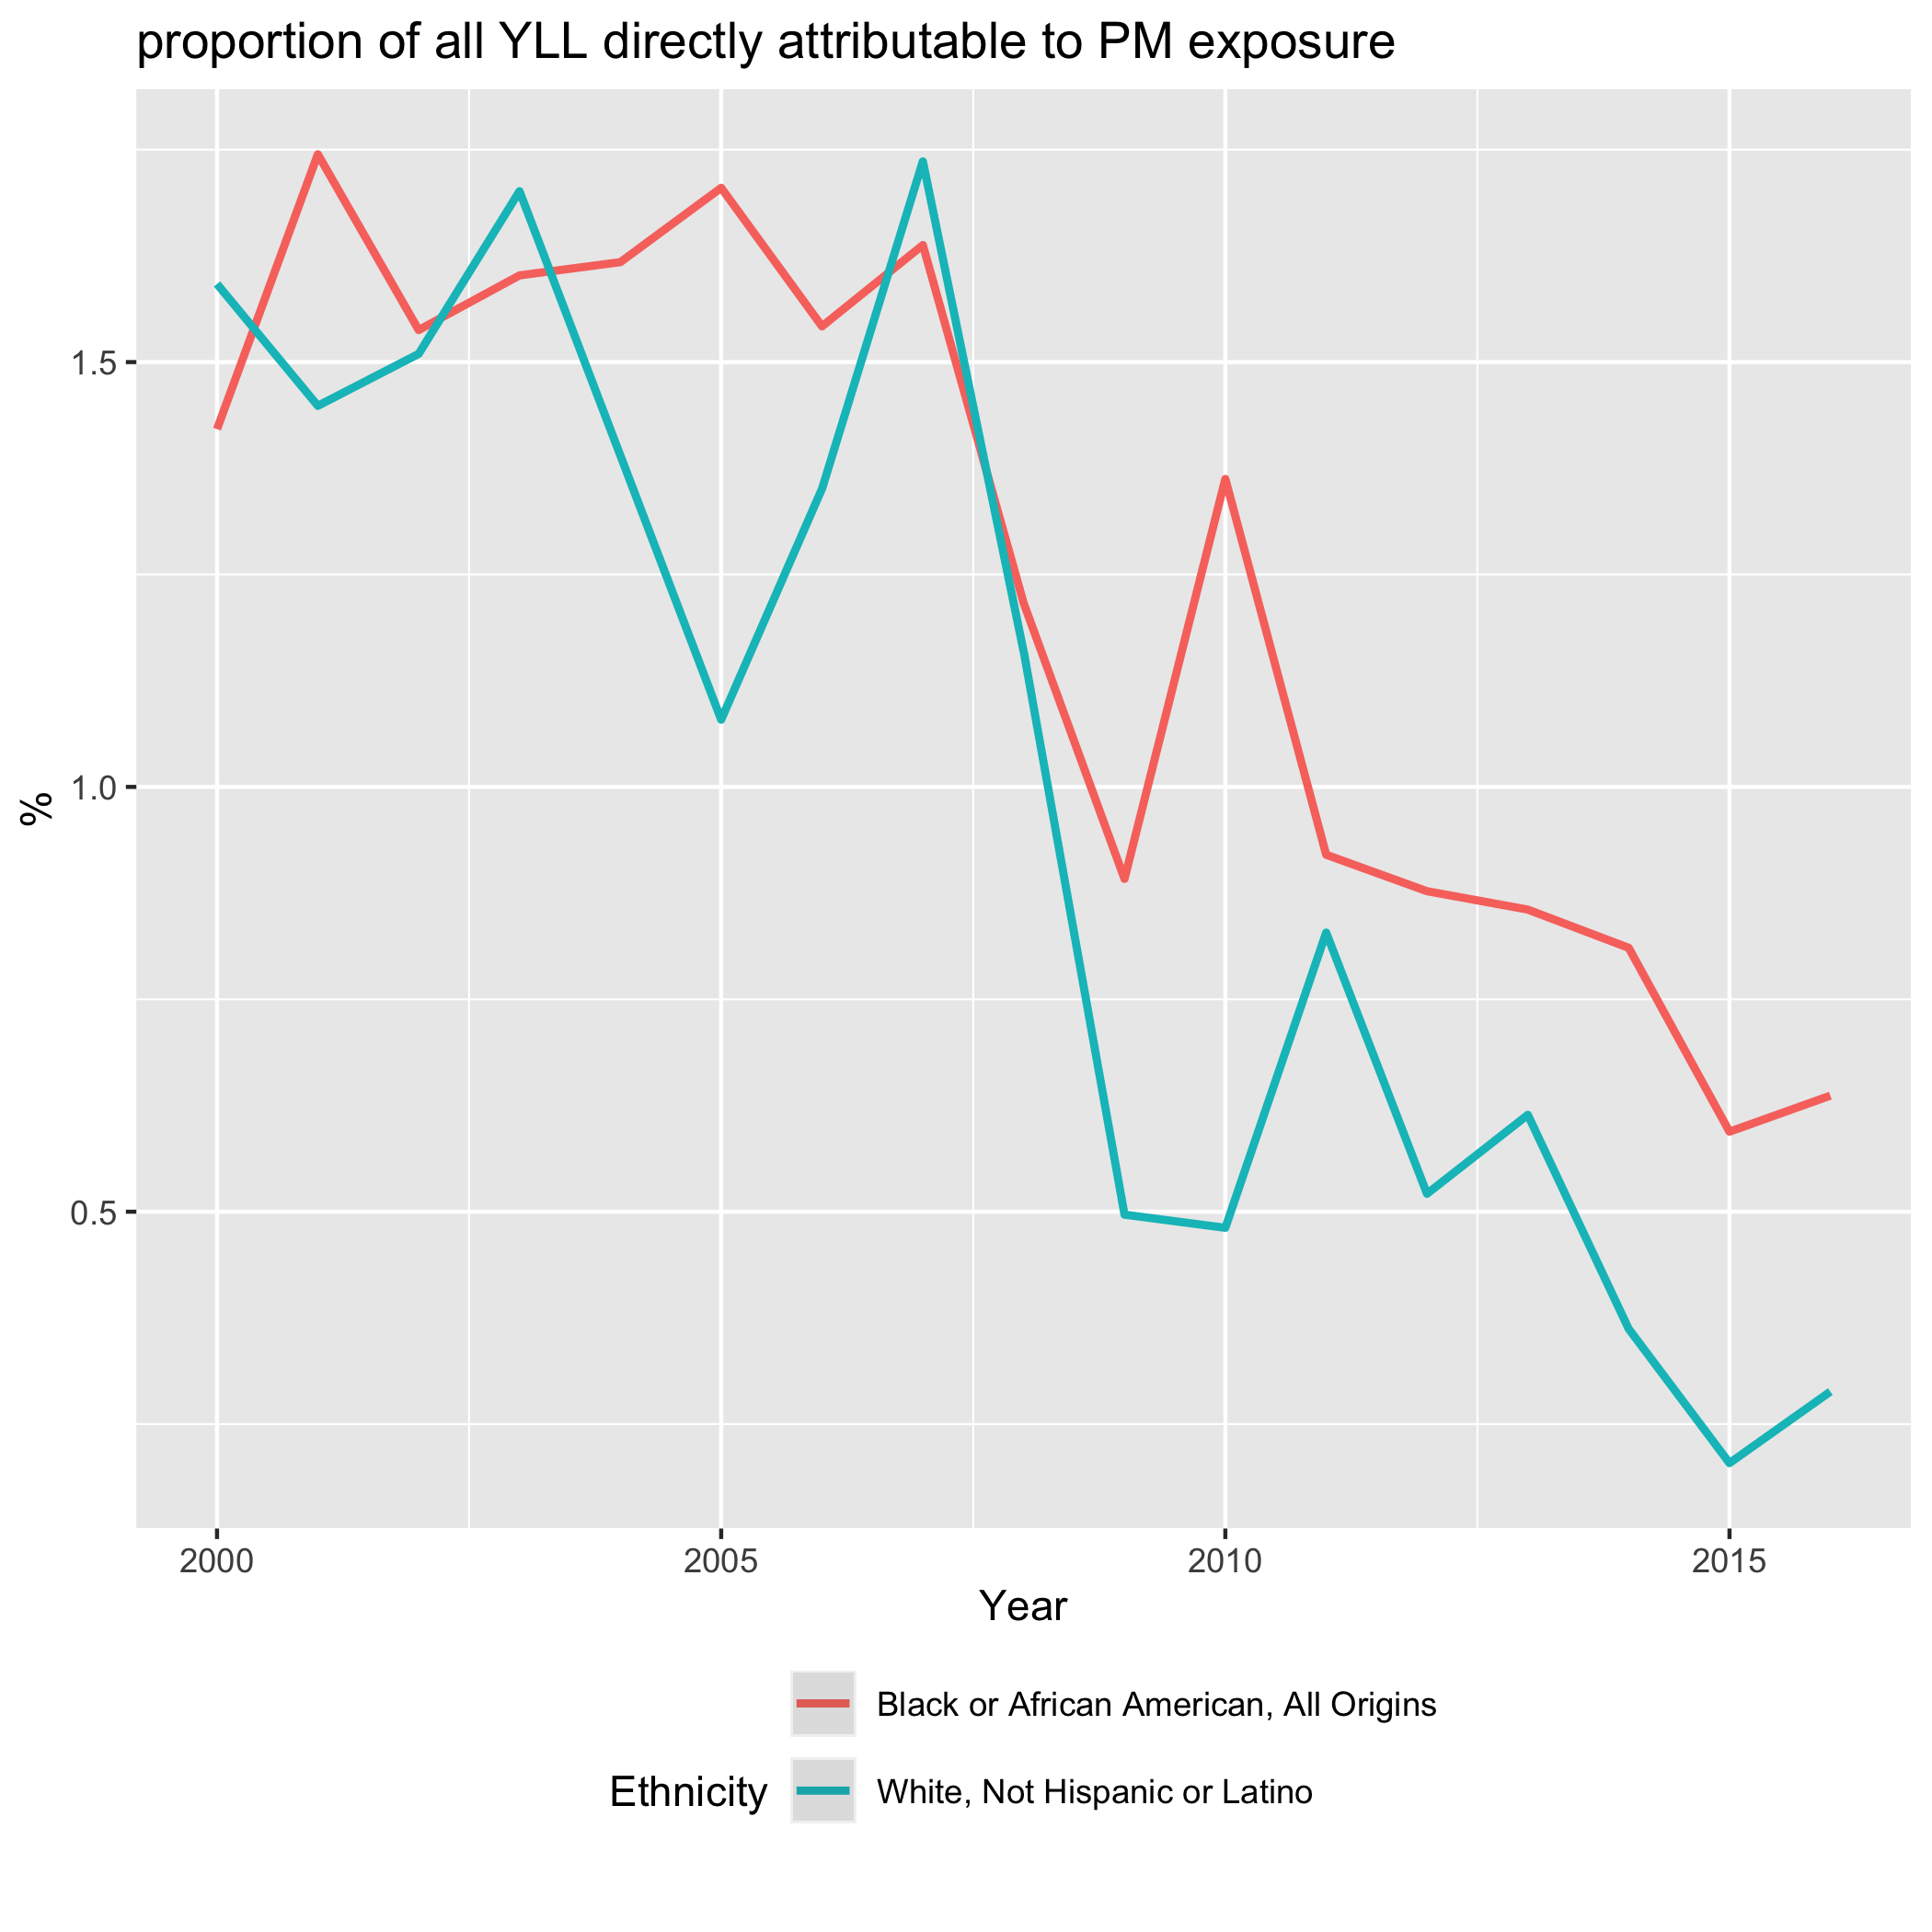 proportion of all YLL directly attributable to PM exposure
1.5
1.0
0.5
%
2000 2005 2010 2015
Year
Ethnicity
Black or African American, All Origins
White, Not Hispanic or Latino